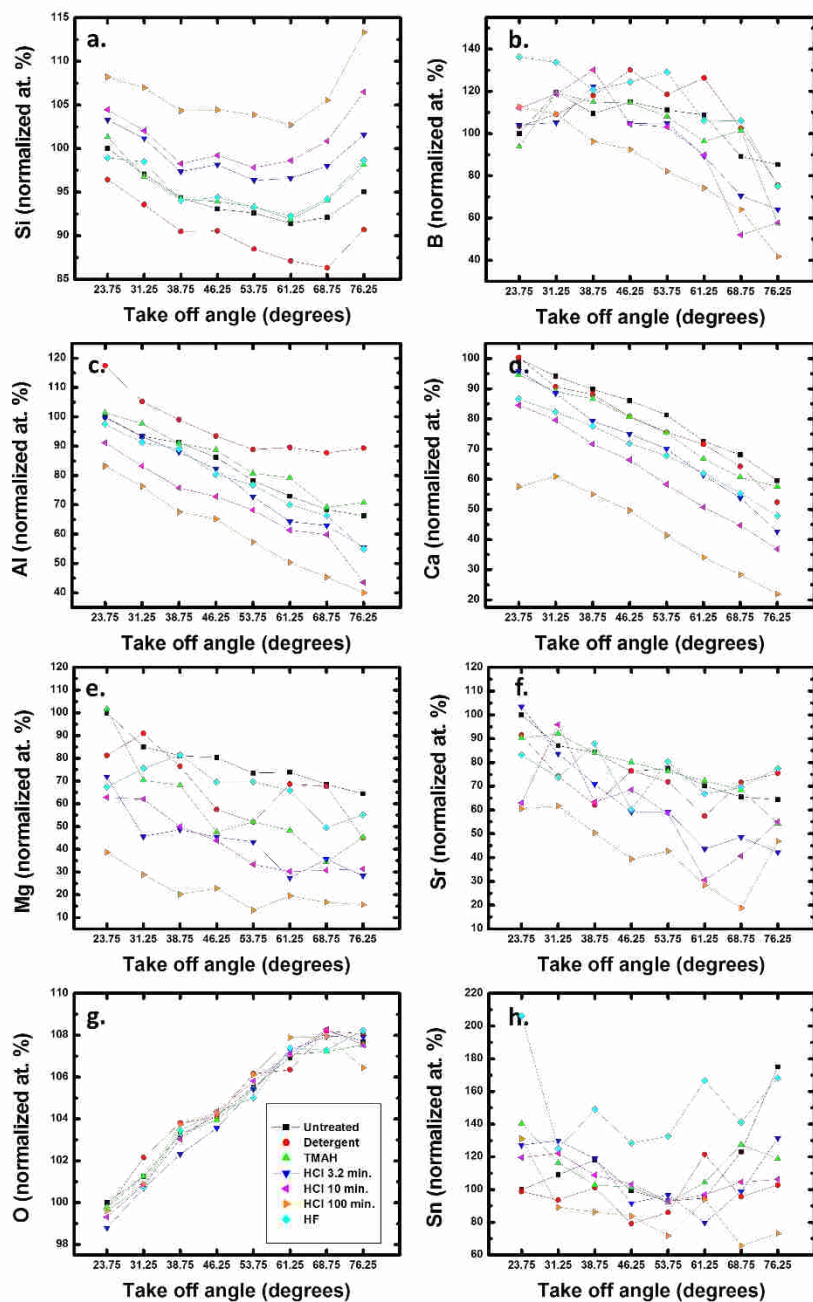 a.
Si (normalized at. %)
115
110
105
100
95
90
85
23.75 31.25 38.75 46.25 53.75 61.25 68.75 76.25
Take off angle (degrees)
b.
B (normalized at. %)
140
120
100
80
60
40
23.75 31.25 38.75 46.25 53.75 61.25 68.75 76.25
Take off angle (degrees)
c.
Al (normalized at. %)
120
110
100
90
80
70
60
50
40
23.75 31.25 38.75 46.25 53.75 61.25 68.75 76.25
Take off angle (degrees)
d.
Ca (normalized at. %)
100
90
80
70
60
50
40
30
20
23.75 31.25 38.75 46.25 53.75 61.25 68.75 76.25
Take off angle (degrees)
e.
Mg (normalized at. %)
120
110
100
90
80
70
60
50
40
30
20
10
23.75 31.25 38.75 46.25 53.75 61.25 68.75 76.25
Take off angle (degrees)
f.
Sr (normalized at. %)
120
110
100
90
80
70
60
50
40
30
20
10
23.75 31.25 38.75 46.25 53.75 61.25 68.75 76.25
Take off angle (degrees)
g.
O (normalized at. %)
110
108
106
104
102
100
98
Untreated
Detergent
TMAH
HCl 3.2 min.
HCl 10 min.
HCl 100 min.
HF
23.75 31.25 38.75 46.25 53.75 61.25 68.75 76.25
Take off angle (degrees)
h.
Sn (normalized at. %)
220
200
180
160
140
120
100
80
60
23.75 31.25 38.75 46.25 53.75 61.25 68.75 76.25
Take off angle (degrees)